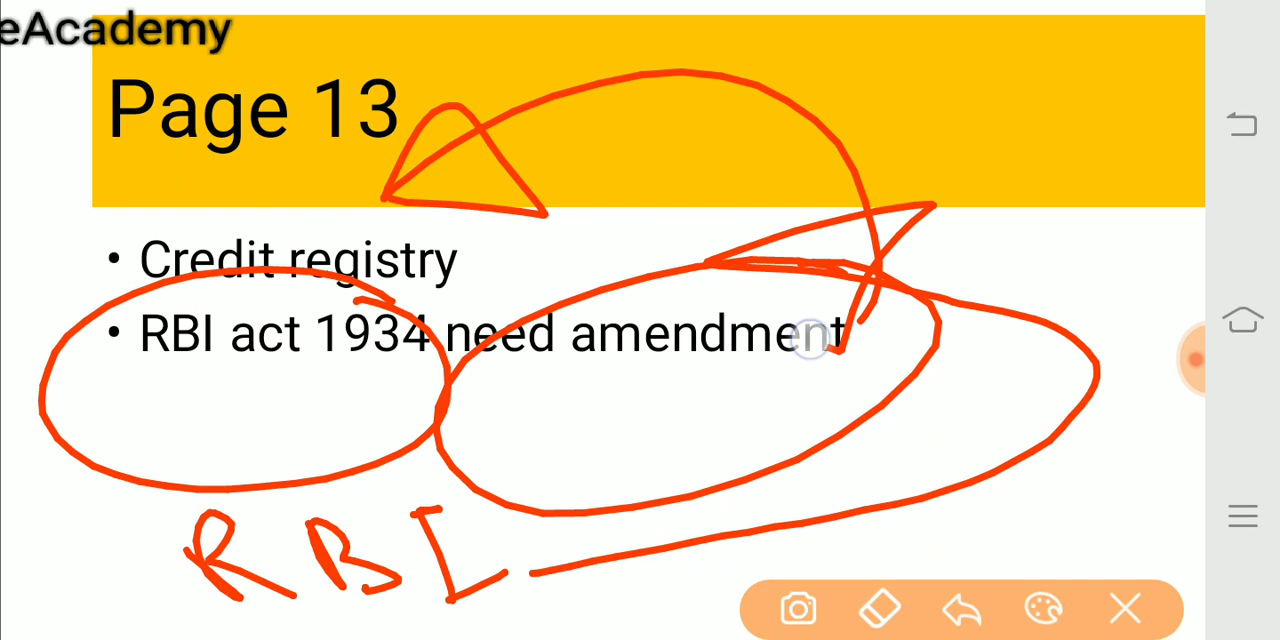 eAcademy
Page 13
• Credit registry
• RBI act 1934 need amendment
RBI